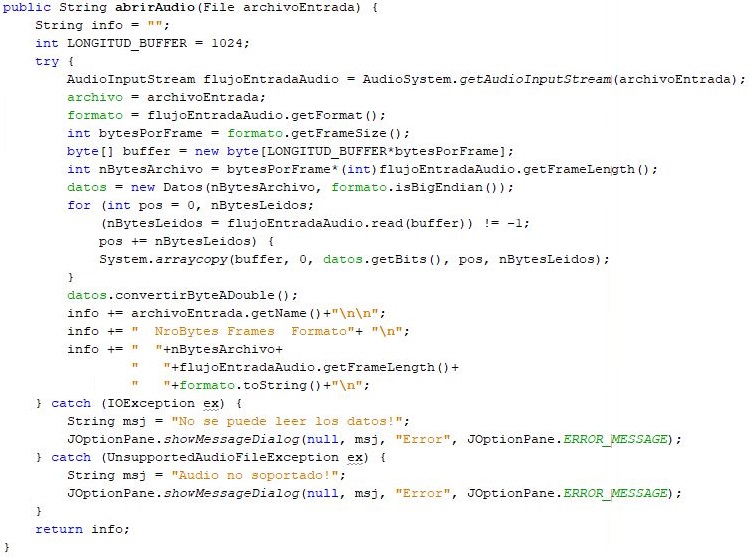 public String abrirAudio(File archivoEntrada) {
    String info = "";
    int LONGITUD_BUFFER = 1024;
    try {
        AudioInputStream flujoEntradaAudio = AudioSystem.getAudioInputStream(archivoEntrada);
        archivo = archivoEntrada;
        formato = flujoEntradaAudio.getFormat();
        int bytesPorFrame = formato.getFrameSize();
        byte[] buffer = new byte[LONGITUD_BUFFER*bytesPorFrame];
        int nBytesArchivo = bytesPorFrame*(int)flujoEntradaAudio.getFrameLength();
        datos = new Datos(nBytesArchivo, formato.isBigEndian());
        for (int pos = 0, nBytesLeidos;
            (nBytesLeidos = flujoEntradaAudio.read(buffer)) != -1;
            pos += nBytesLeidos) {
            System.arraycopy(buffer, 0, datos.getBits(), pos, nBytesLeidos);
        }
        datos.convertirByteADouble();
        info += archivoEntrada.getName()+"\n\n";
        info += "  NroBytes Frames  Formato"+ "\n";
        info += "  "+nBytesArchivo+
                "   "+flujoEntradaAudio.getFrameLength()+
                "   "+formato.toString()+"\n";
    } catch (IOException ex) {
        String msj = "No se puede leer los datos!";
        JOptionPane.showMessageDialog(null, msj, "Error", JOptionPane.ERROR_MESSAGE);
    } catch (UnsupportedAudioFileException ex) {
        String msj = "Audio no soportado!";
        JOptionPane.showMessageDialog(null, msj, "Error", JOptionPane.ERROR_MESSAGE);
    }
    return info;
}